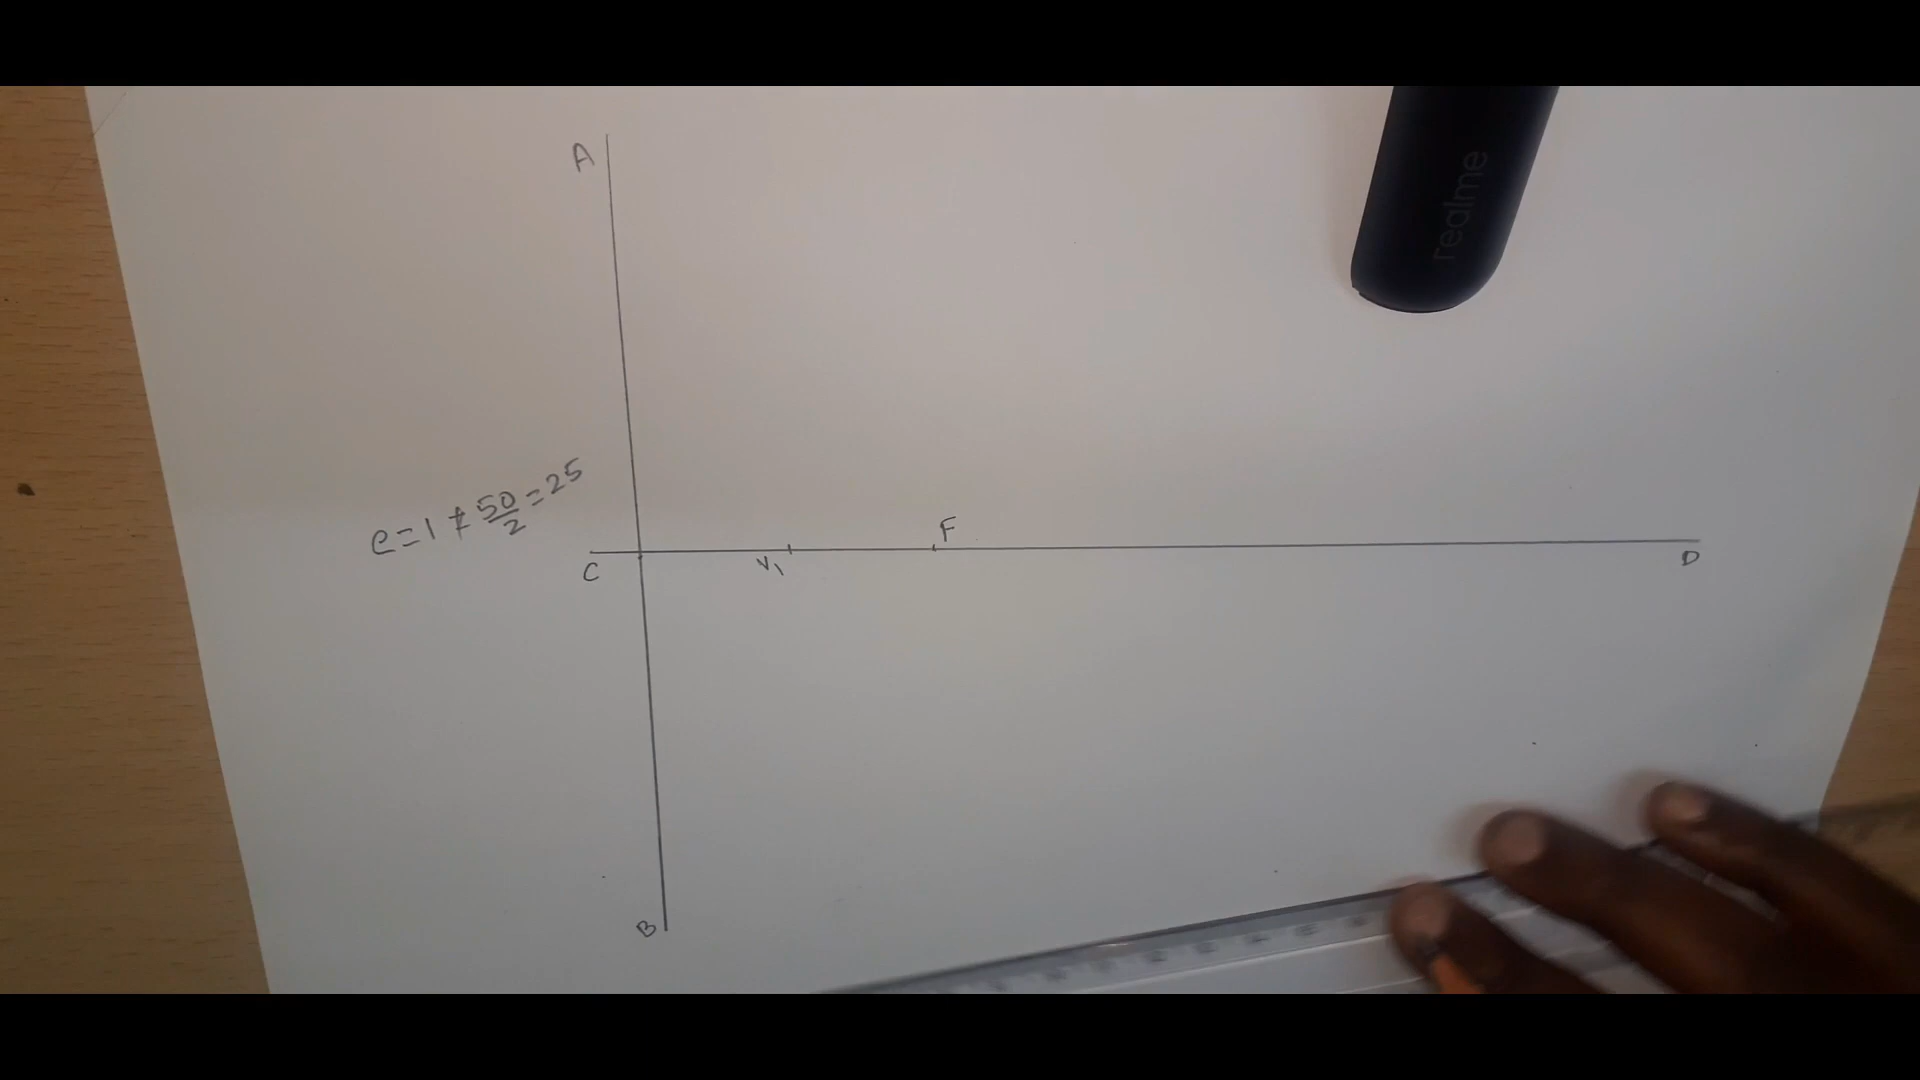 A
realme
e=1 ≠ 50/2 = 25
F
C
V1
D
B